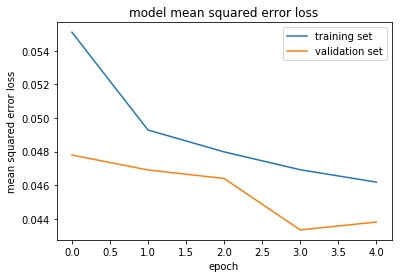 model mean squared error loss
training set
validation set
mean squared error loss
0.054
0.052
0.050
0.048
0.046
0.044
0.0 0.5 1.0 1.5 2.0 2.5 3.0 3.5 4.0
epoch